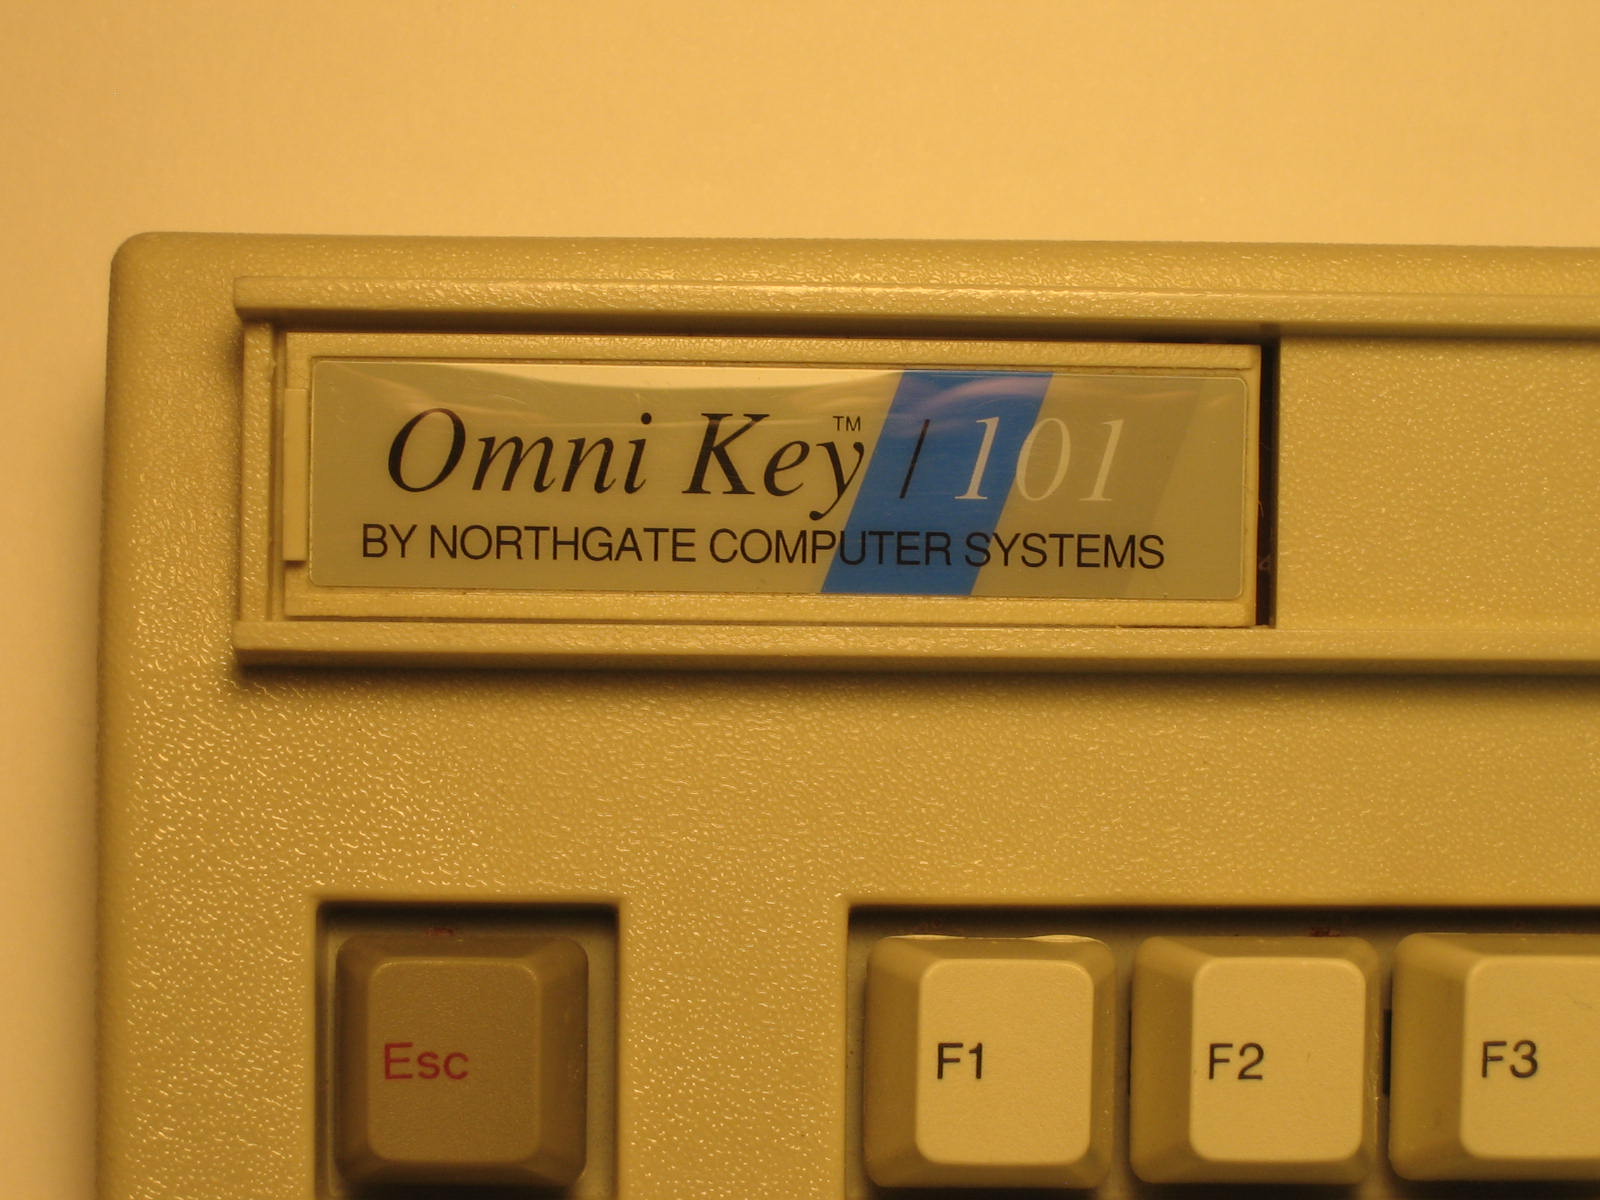 Omni Key™ / 101
BY NORTHGATE COMPUTER SYSTEMS
Esc F1 F2 F3